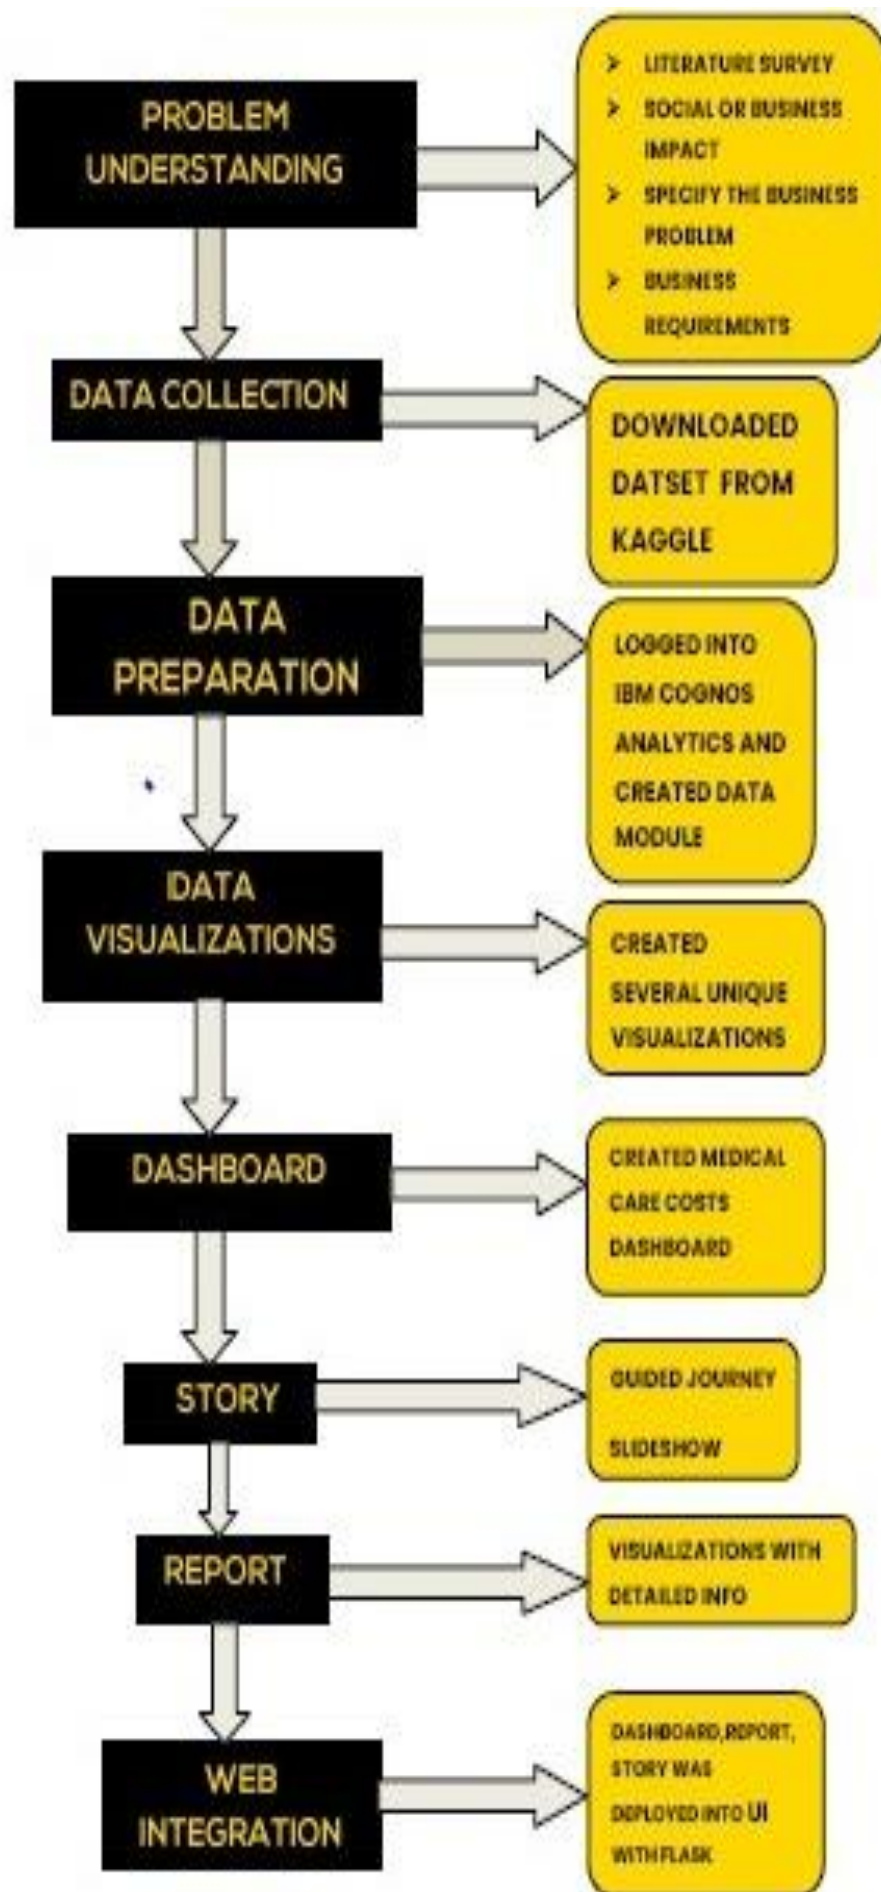 PROBLEM
UNDERSTANDING
➢ LITERATURE SURVEY
➢ SOCIAL OR BUSINESS
IMPACT
➢ SPECIFY THE BUSINESS
PROBLEM
➢ BUSINESS
REQUIREMENTS
DATA COLLECTION
DOWNLOADED
DATSET FROM
KAGGLE
DATA
PREPARATION
LOGGED INTO
IBM COGNOS
ANALYTICS AND
CREATED DATA
MODULE
IDATA
VISUALIZATIONS
CREATED
SEVERAL UNIQUE
VISUALIZATIONS
DASHBOARD
CREATED MEDICAL
CARE COSTS
DASHBOARD
STORY
GUIDED JOURNEY
SLIDESHOW
REPORT
VISUALIZATIONS WITH
DETAILED INFO
WEB
INTEGRATION
DASHBOARD,REPORT,
STORY WAS
DEPLOYED INTO UI
WITH FLASK